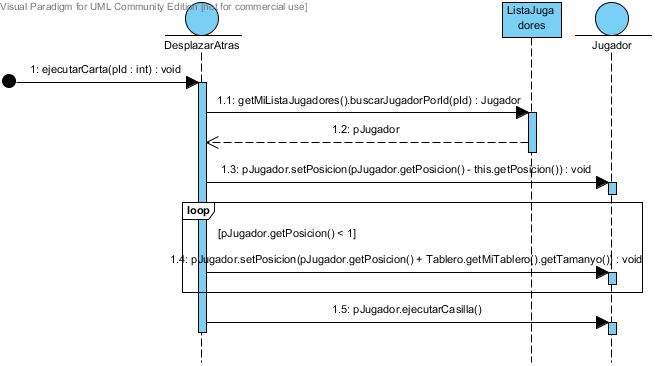 Visual Paradigm for UML Community Edition [not for commercial use]
ListaJuga
dores
DesplazarAtras
Jugador
1: ejecutarCarta(pId : int) : void
1.1: getMiListaJugadores().buscarJugadorPorId(pId) : Jugador
1.2: pJugador
1.3: pJugador.setPosicion(pJugador.getPosicion() - this.getPosicion()) : void
loop
[pJugador.getPosicion() < 1]
1.4: pJugador.setPosicion(pJugador.getPosicion() + Tablero.getMiTablero().getTamanyo()) : void
1.5: pJugador.ejecutarCasilla()